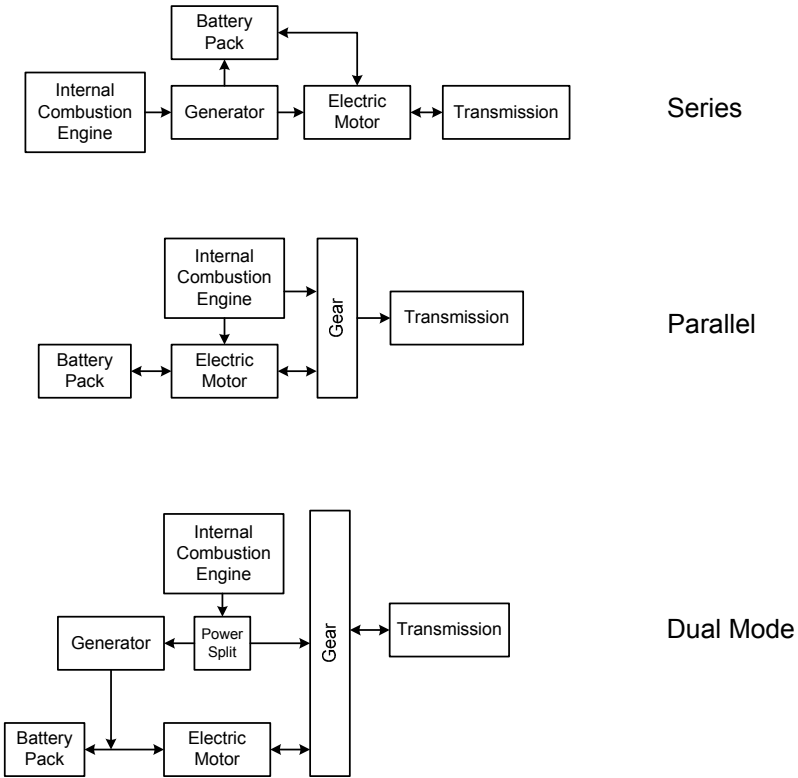 Battery
Pack
Internal
Combustion
Engine
Generator
Electric
Motor
Transmission
Series
Internal
Combustion
Engine
Gear
Transmission
Parallel
Battery
Pack
Electric
Motor
Internal
Combustion
Engine
Generator
Power
Split
Gear
Transmission
Dual Mode
Battery
Pack
Electric
Motor